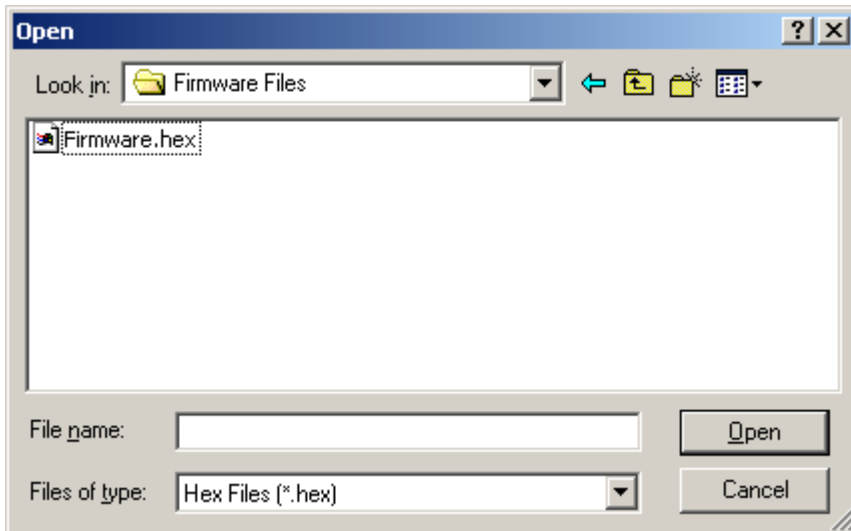 Open
Look in: Firmware Files
Firmware.hex
File name: Open
Files of type: Hex Files (*.hex) Cancel